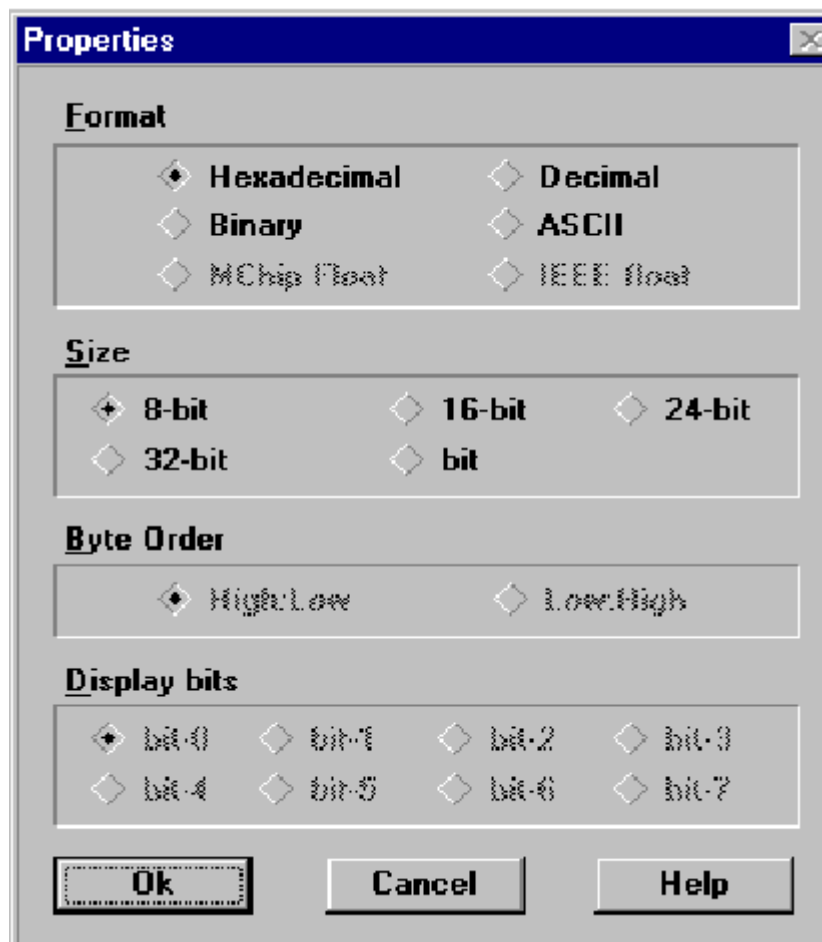 Properties
Format
Hexadecimal Decimal
Binary ASCII
MChip Float IEEE float
Size
8-bit 16-bit 24-bit
32-bit bit
Byte Order
High:Low Low:High
Display bits
bit-0 bit-1 bit-2 bit-3
bit-4 bit-5 bit-6 bit-7
Ok Cancel Help